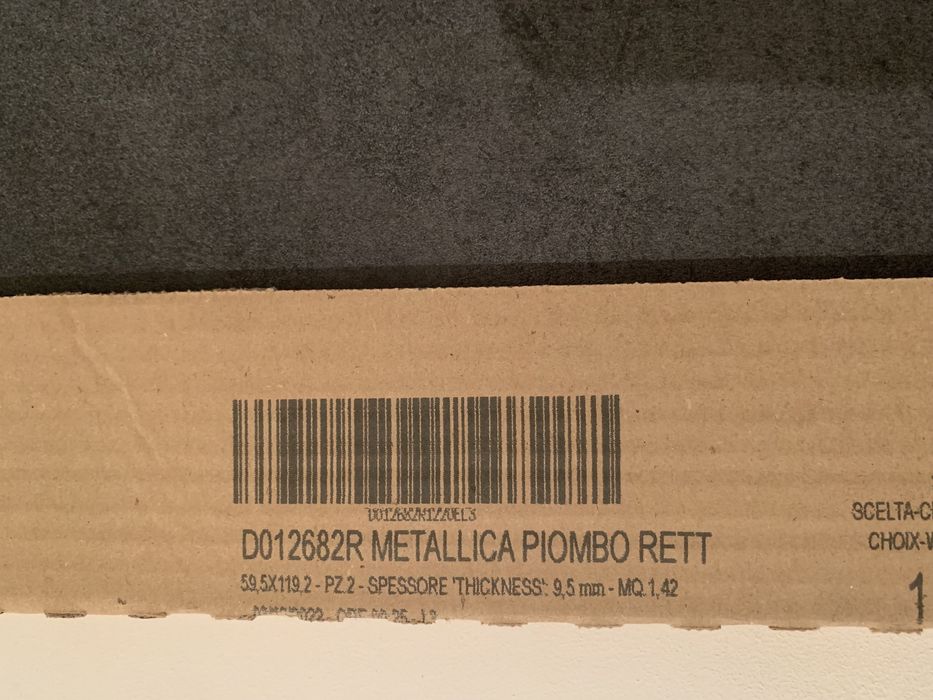 D012682R METALLICA PIOMBO RETT
59,5X119.2 - PZ.2 - SPESSORE "THICKNESS": 9,5 mm - MQ.1,42
SCELTA-C
CHOIX-W
1